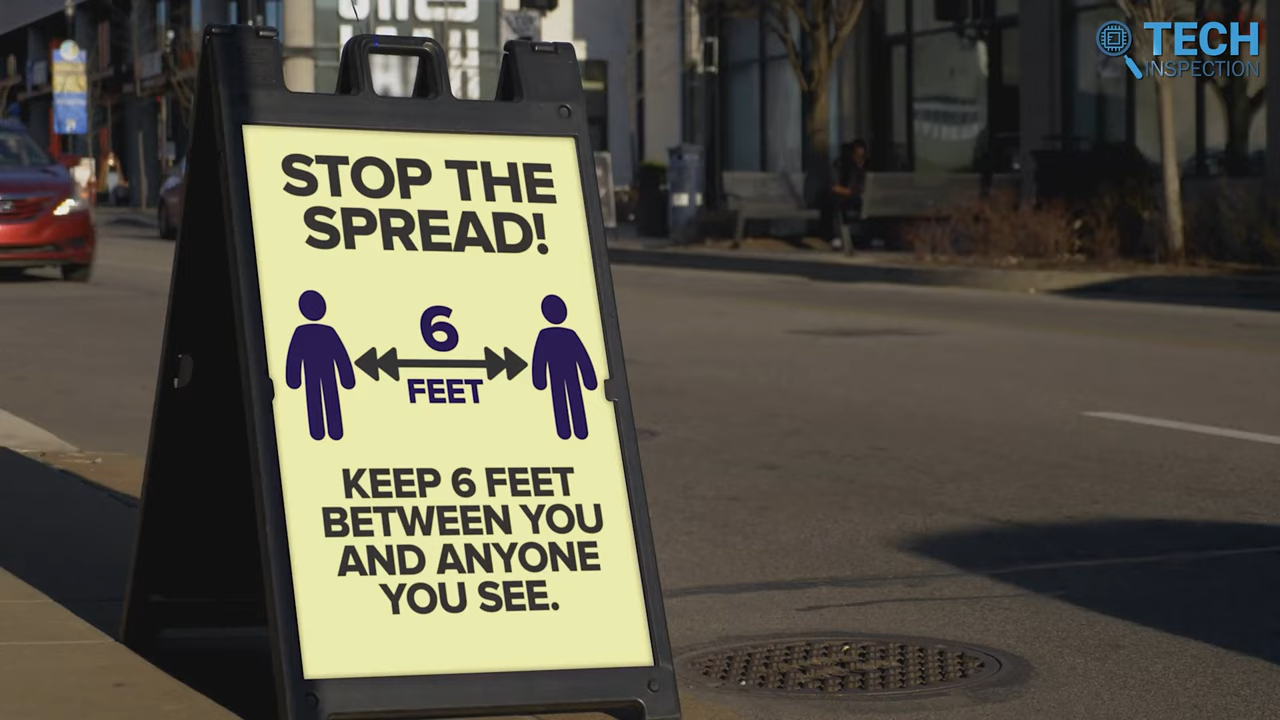 TECH
INSPECTION
STOP THE
SPREAD!
6
FEET
KEEP 6 FEET
BETWEEN YOU
AND ANYONE
YOU SEE.